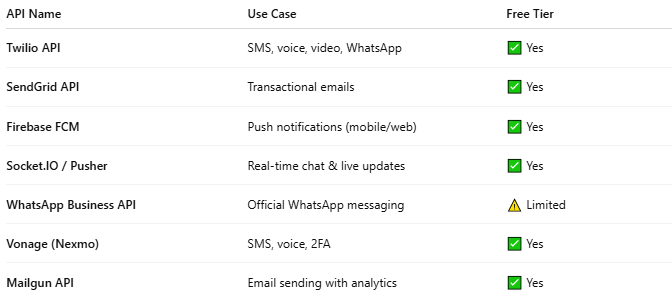 API Name Use Case Free Tier
Twilio API SMS, voice, video, WhatsApp ✅ Yes
SendGrid API Transactional emails ✅ Yes
Firebase FCM Push notifications (mobile/web) ✅ Yes
Socket.IO / Pusher Real-time chat & live updates ✅ Yes
WhatsApp Business API Official WhatsApp messaging ⚠️ Limited
Vonage (Nexmo) SMS, voice, 2FA ✅ Yes
Mailgun API Email sending with analytics ✅ Yes